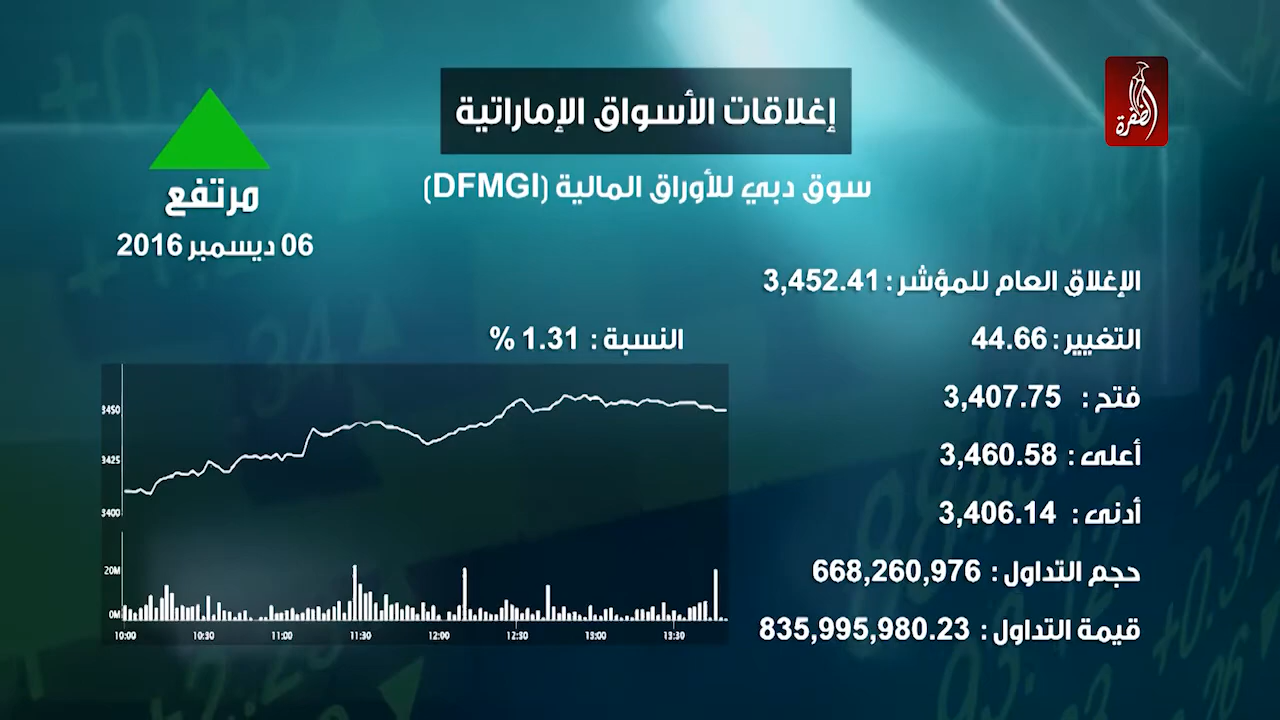 إغلاقات الأسواق الإماراتية
الظفرة
سوق دبي للأوراق المالية (DFMGI)
مرتفع
06 ديسمبر 2016
الإغلاق العام للمؤشر : 3,452.41
التغيير : 44.66
النسبة : 1.31 %
فتح : 3,407.75
أعلى : 3,460.58
أدنى : 3,406.14
حجم التداول : 668,260,976
قيمة التداول : 835,995,980.23
3450
3425
3400
20M
0M
10:00 10:30 11:00 11:30 12:00 12:30 13:00 13:30